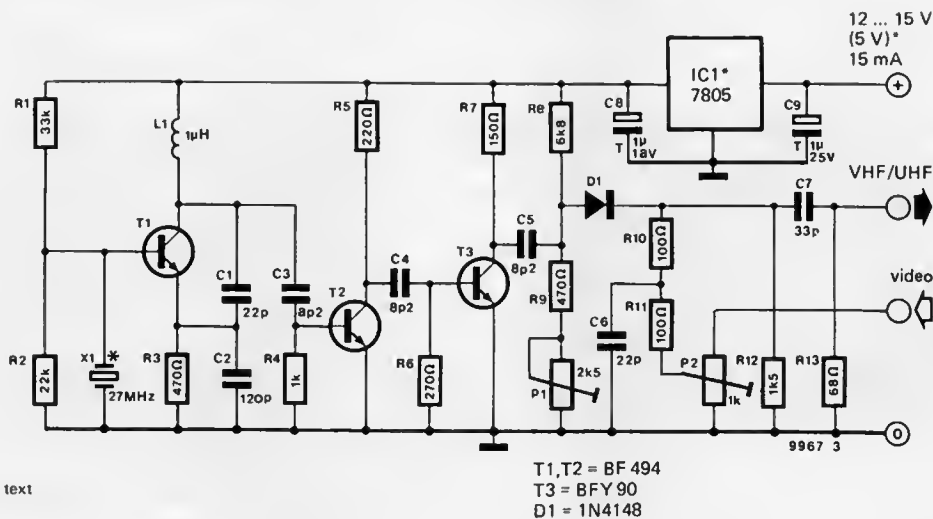 12 ... 15 V
(5 V)*
15 mA
+
IC1*
7805
C8
T
1µ
C9
T
1µ
25V
R1
33k
L1
1µH
R5
220Ω
R7
150Ω
R8
6k8
D1
VHF/UHF
C7
33p
T1
C1
22p
C3
8p2
T2
C4
8p2
T3
C5
8p2
R9
470Ω
R10
100Ω
R11
100Ω
video
R2
22k
X1
*
27MHz
R3
470Ω
C2
120p
R4
1k
R6
270Ω
P1
2k5
C6
22p
P2
1k
R12
1k5
R13
68Ω
0
9967 3
text
T1,T2 = BF 494
T3 = BFY 90
D1 = 1N4148